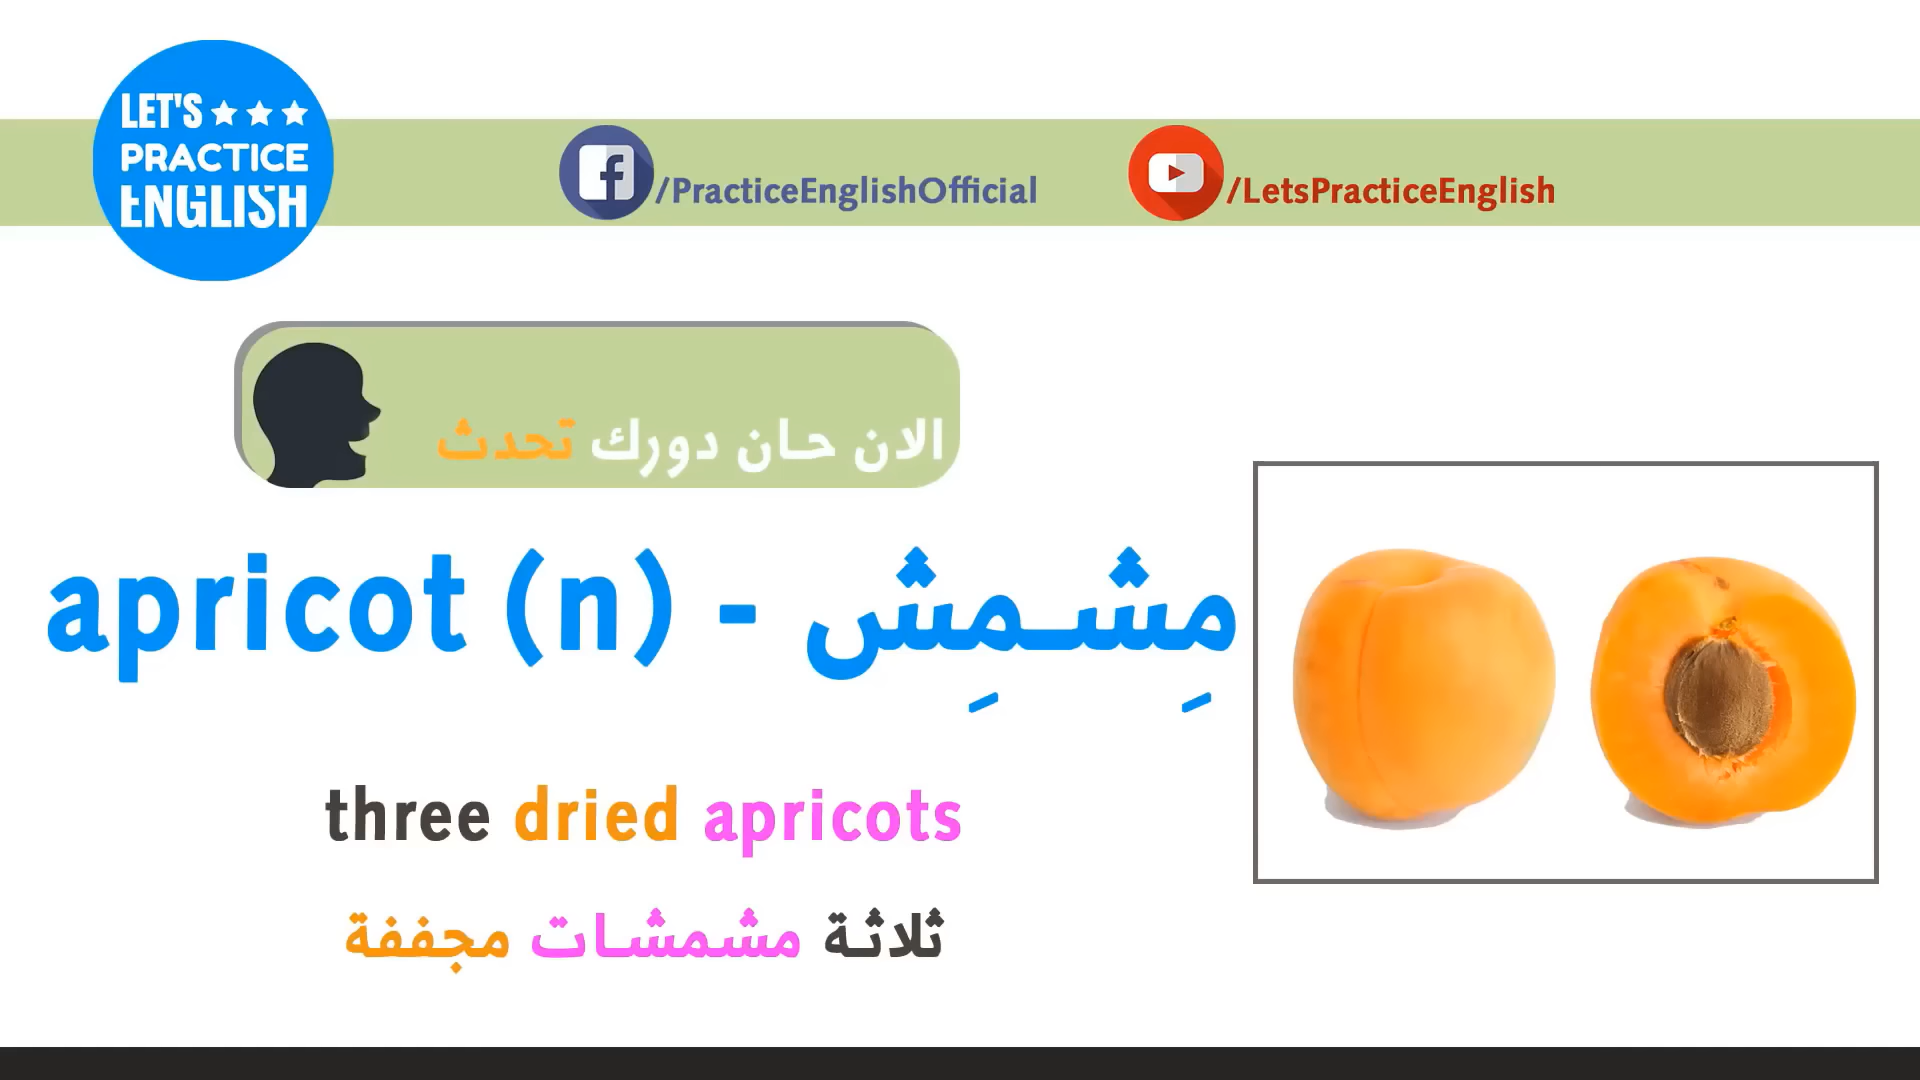 LET'S
PRACTICE
ENGLISH
/PracticeEnglishOfficial
/LetsPracticeEnglish
الان حان دورك تحدث
apricot (n) - مِشمِش
three dried apricots
ثلاثة مشمشات مجففة